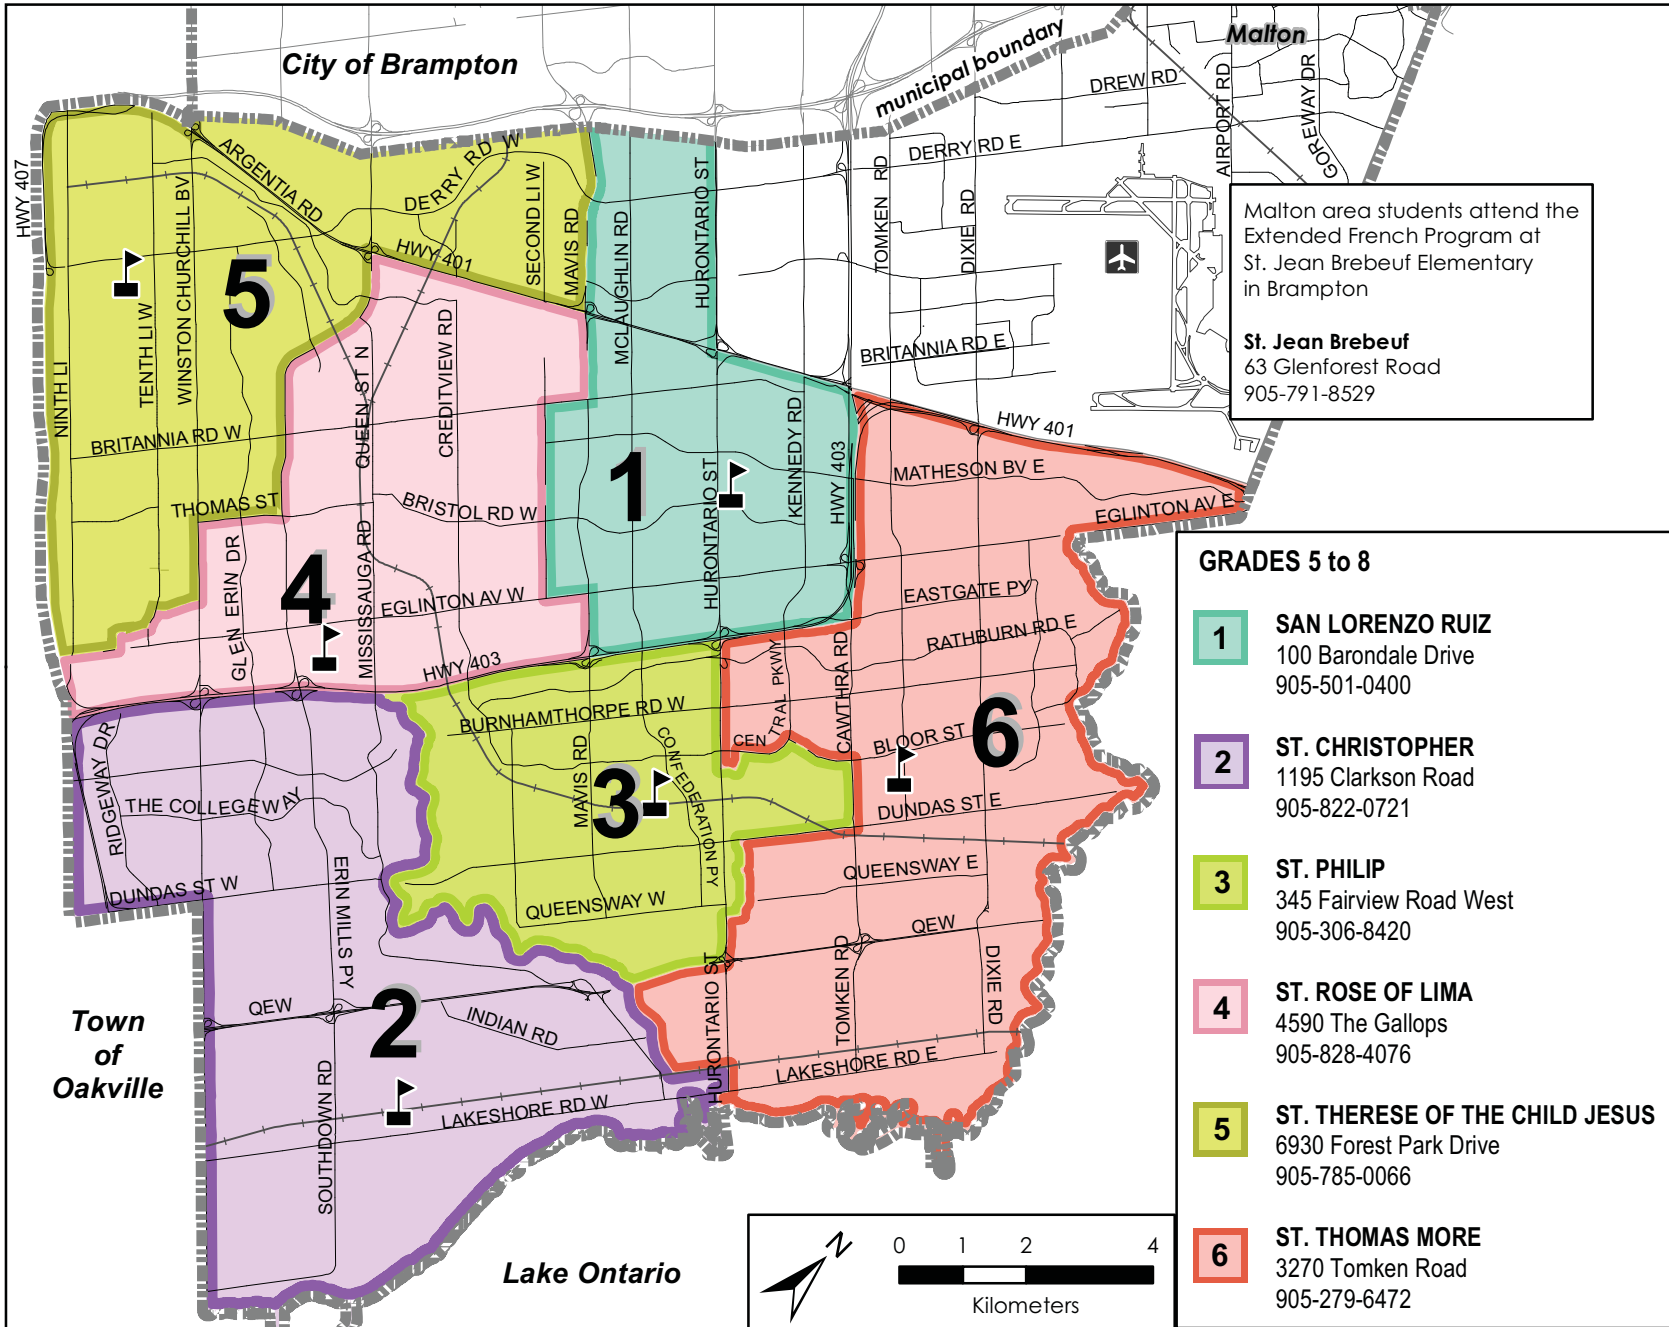 City of Brampton
municipal boundary
Malton
DREW RD
AIRPORT RD
GOREWAY DR
DERRY RD E
HWY 407
ARGENTIA RD
DERRY RD W
SECOND LI W
MAVIS RD
MCLAUGHLIN RD
HURONTARIO ST
TOMKEN RD
DIXIE RD
Malton area students attend the
Extended French Program at
St. Jean Brebeuf Elementary
in Brampton
St. Jean Brebeuf
63 Glenforest Road
905-791-8529
HWY 401
5
NINTH LI
TENTH LI W
WINSTON CHURCHILL BV
QUEEN ST N
CREDITVIEW RD
BRITANNIA RD E
BRITANNIA RD W
HWY 401
KENNEDY RD
HWY 403
MATHESON BV E
EGLINTON AV E
1
HURONTARIO ST
THOMAS ST
BRISTOL RD W
GLEN ERIN DR
4
MISSISSAUGA RD
EGLINTON AV W
EASTGATE PY
RATHBURN RD E
HWY 403
BURNHAMTHORPE RD W
CENTRAL PKWY
CAWTHRA RD
BLOOR ST
6
RIDGEWAY DR
THE COLLEGEWAY
MAVIS RD
3
CONFEDERATION PY
DUNDAS ST E
DUNDAS ST W
ERIN MILLS PY
QUEENSWAY W
QUEENSWAY E
QEW
HURONTARIO ST
TOMKEN RD
DIXIE RD
QEW
2
INDIAN RD
LAKESHORE RD E
LAKESHORE RD W
SOUTHDOWN RD
Town
of
Oakville
Lake Ontario
N
0 1 2 4
Kilometers
GRADES 5 to 8
1
SAN LORENZO RUIZ
100 Barondale Drive
905-501-0400
2
ST. CHRISTOPHER
1195 Clarkson Road
905-822-0721
3
ST. PHILIP
345 Fairview Road West
905-306-8420
4
ST. ROSE OF LIMA
4590 The Gallops
905-828-4076
5
ST. THERESE OF THE CHILD JESUS
6930 Forest Park Drive
905-785-0066
6
ST. THOMAS MORE
3270 Tomken Road
905-279-6472